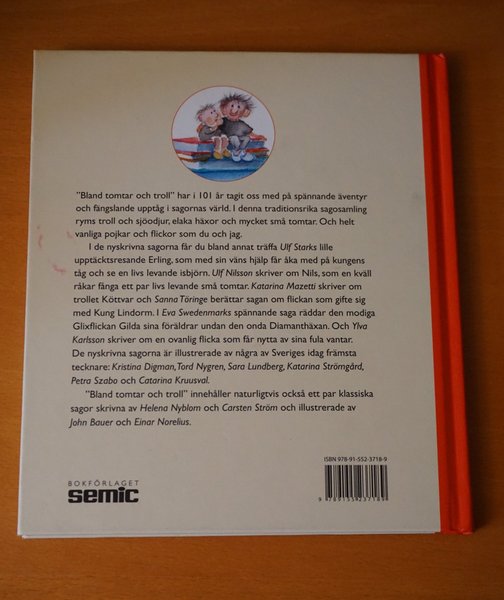 "Bland tomtar och troll" har i 101 år tagit oss med på spännande äventyr
och fängslande upptåg i sagornas värld. I denna traditionsrika sagosamling
ryms troll och sjöodjur, elaka häxor och mycket små tomtar. Och helt
vanliga pojkar och flickor som du och jag.
I de nyskrivna sagorna får du bland annat träffa Ulf Starks lille
upptäcktsresande Erling, som med sin väns hjälp får åka med på kungens
tåg och se en livs levande isbjörn. Ulf Nilsson skriver om Nils, som en kväll
råkar fånga ett par livs levande små tomtar. Katarina Mazetti skriver om
trollet Köttvar och Sanna Töringe berättar sagan om flickan som gifte sig
med Kung Lindorm. I Eva Swedenmarks spännande saga räddar den modiga
Glixflickan Gilda sina föräldrar undan den onda Diamanthäxan. Och Ylva
Karlsson skriver om en ovanlig flicka som får nytta av sina fula vantar.
De nyskrivna sagorna är illustrerade av några av Sveriges idag främsta
tecknare: Kristina Digman, Tord Nygren, Sara Lundberg, Katarina Strömgård,
Petra Szabo och Catarina Kruusval.
"Bland tomtar och troll" innehåller naturligtvis också ett par klassiska
sagor skrivna av Helena Nyblom och Carsten Ström och illustrerade av
John Bauer och Einar Norelius.
ISBN 978-91-552-3718-9
9 789155 237189
BOKFÖRLAGET
semic